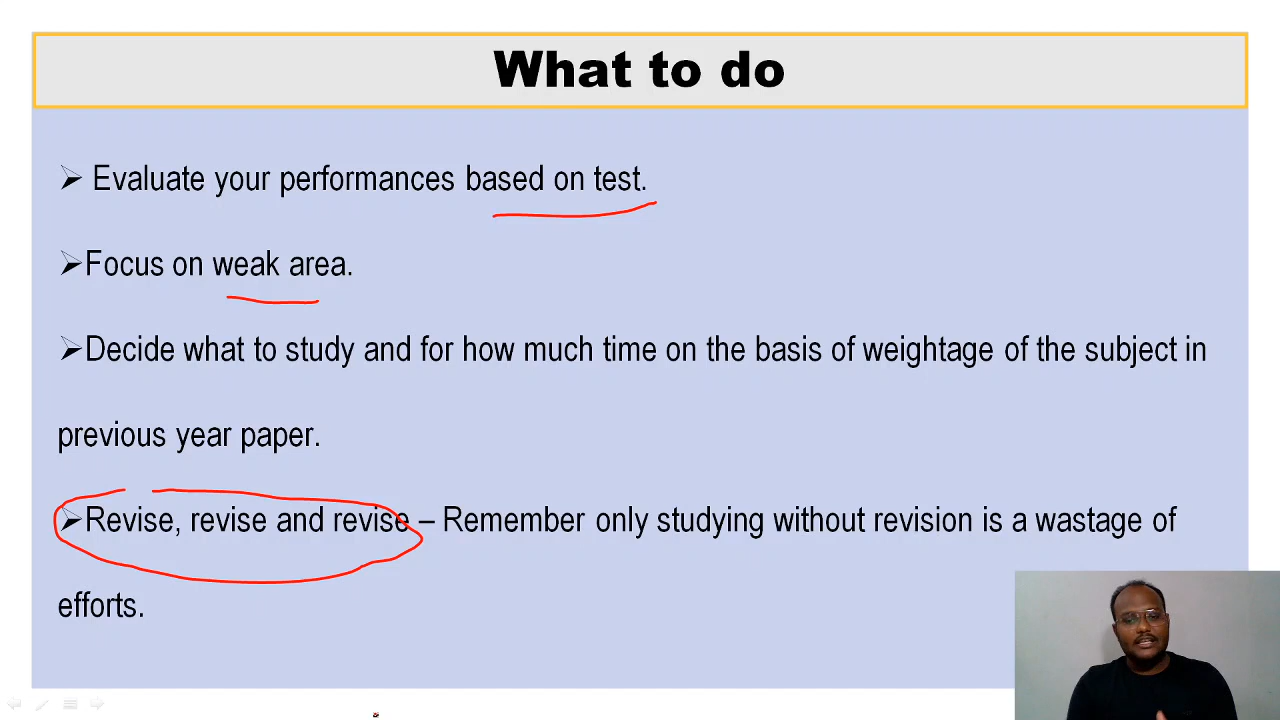 What to do
➢ Evaluate your performances based on test.
➢Focus on weak area.
➢Decide what to study and for how much time on the basis of weightage of the subject in
previous year paper.
➢Revise, revise and revise – Remember only studying without revision is a wastage of
efforts.